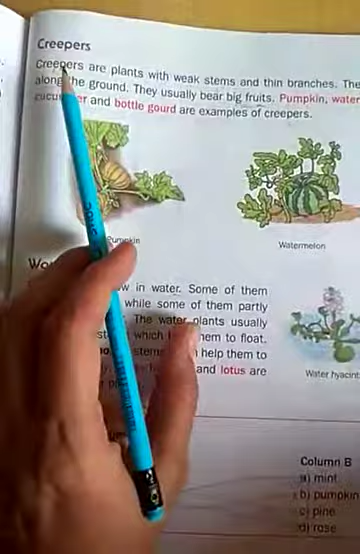 Creepers
Creepers are plants with weak stems and thin branches. The
along the ground. They usually bear big fruits. Pumpkin, water
and bottle gourd are examples of creepers.
Pumpkin
Watermelon
in water. Some of them
while some of them partly
The water plants usually
which them to float.
stems help them to
and lotus are
Water hyacint
Column B
a) mint
b) pumpkin
c) pine
d) rose